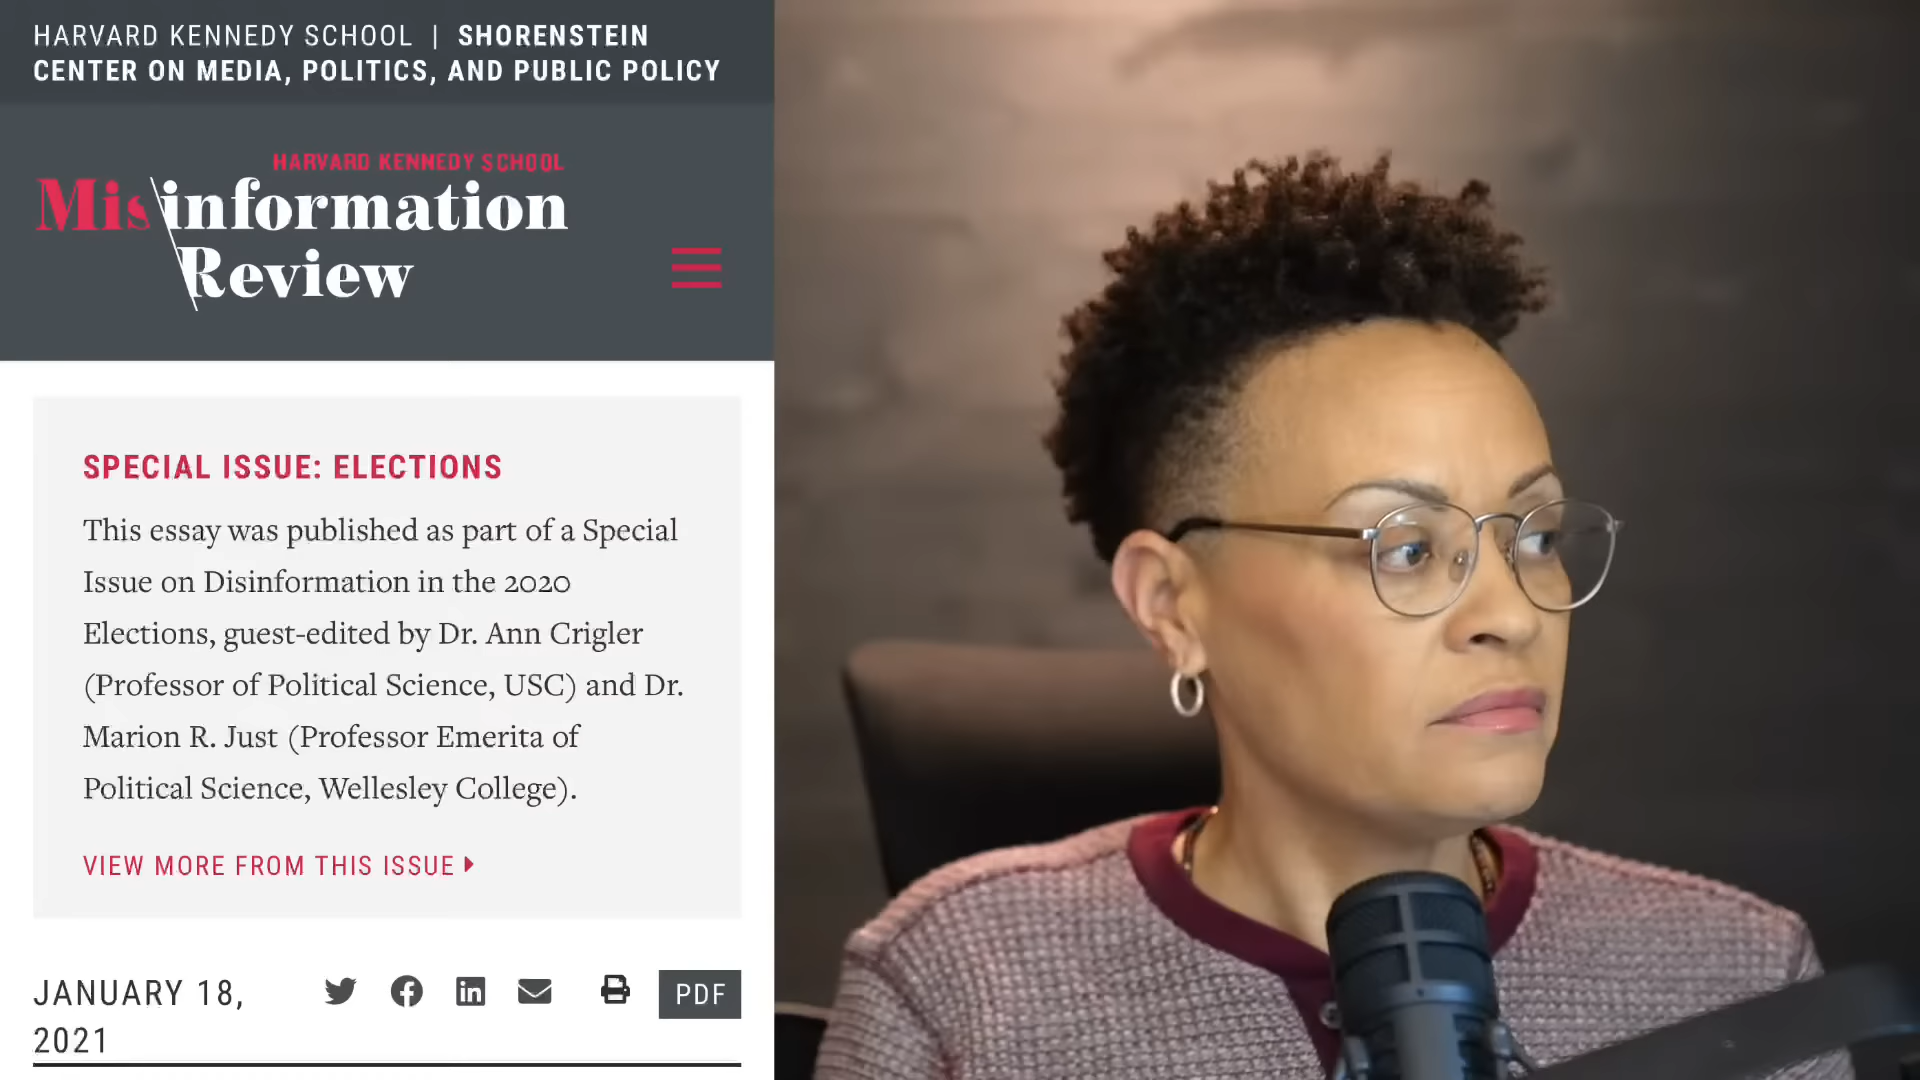 HARVARD KENNEDY SCHOOL | SHORENSTEIN
CENTER ON MEDIA, POLITICS, AND PUBLIC POLICY
HARVARD KENNEDY SCHOOL
Misinformation
Review
SPECIAL ISSUE: ELECTIONS
This essay was published as part of a Special
Issue on Disinformation in the 2020
Elections, guest-edited by Dr. Ann Crigler
(Professor of Political Science, USC) and Dr.
Marion R. Just (Professor Emerita of
Political Science, Wellesley College).
VIEW MORE FROM THIS ISSUE
JANUARY 18,
2021
PDF